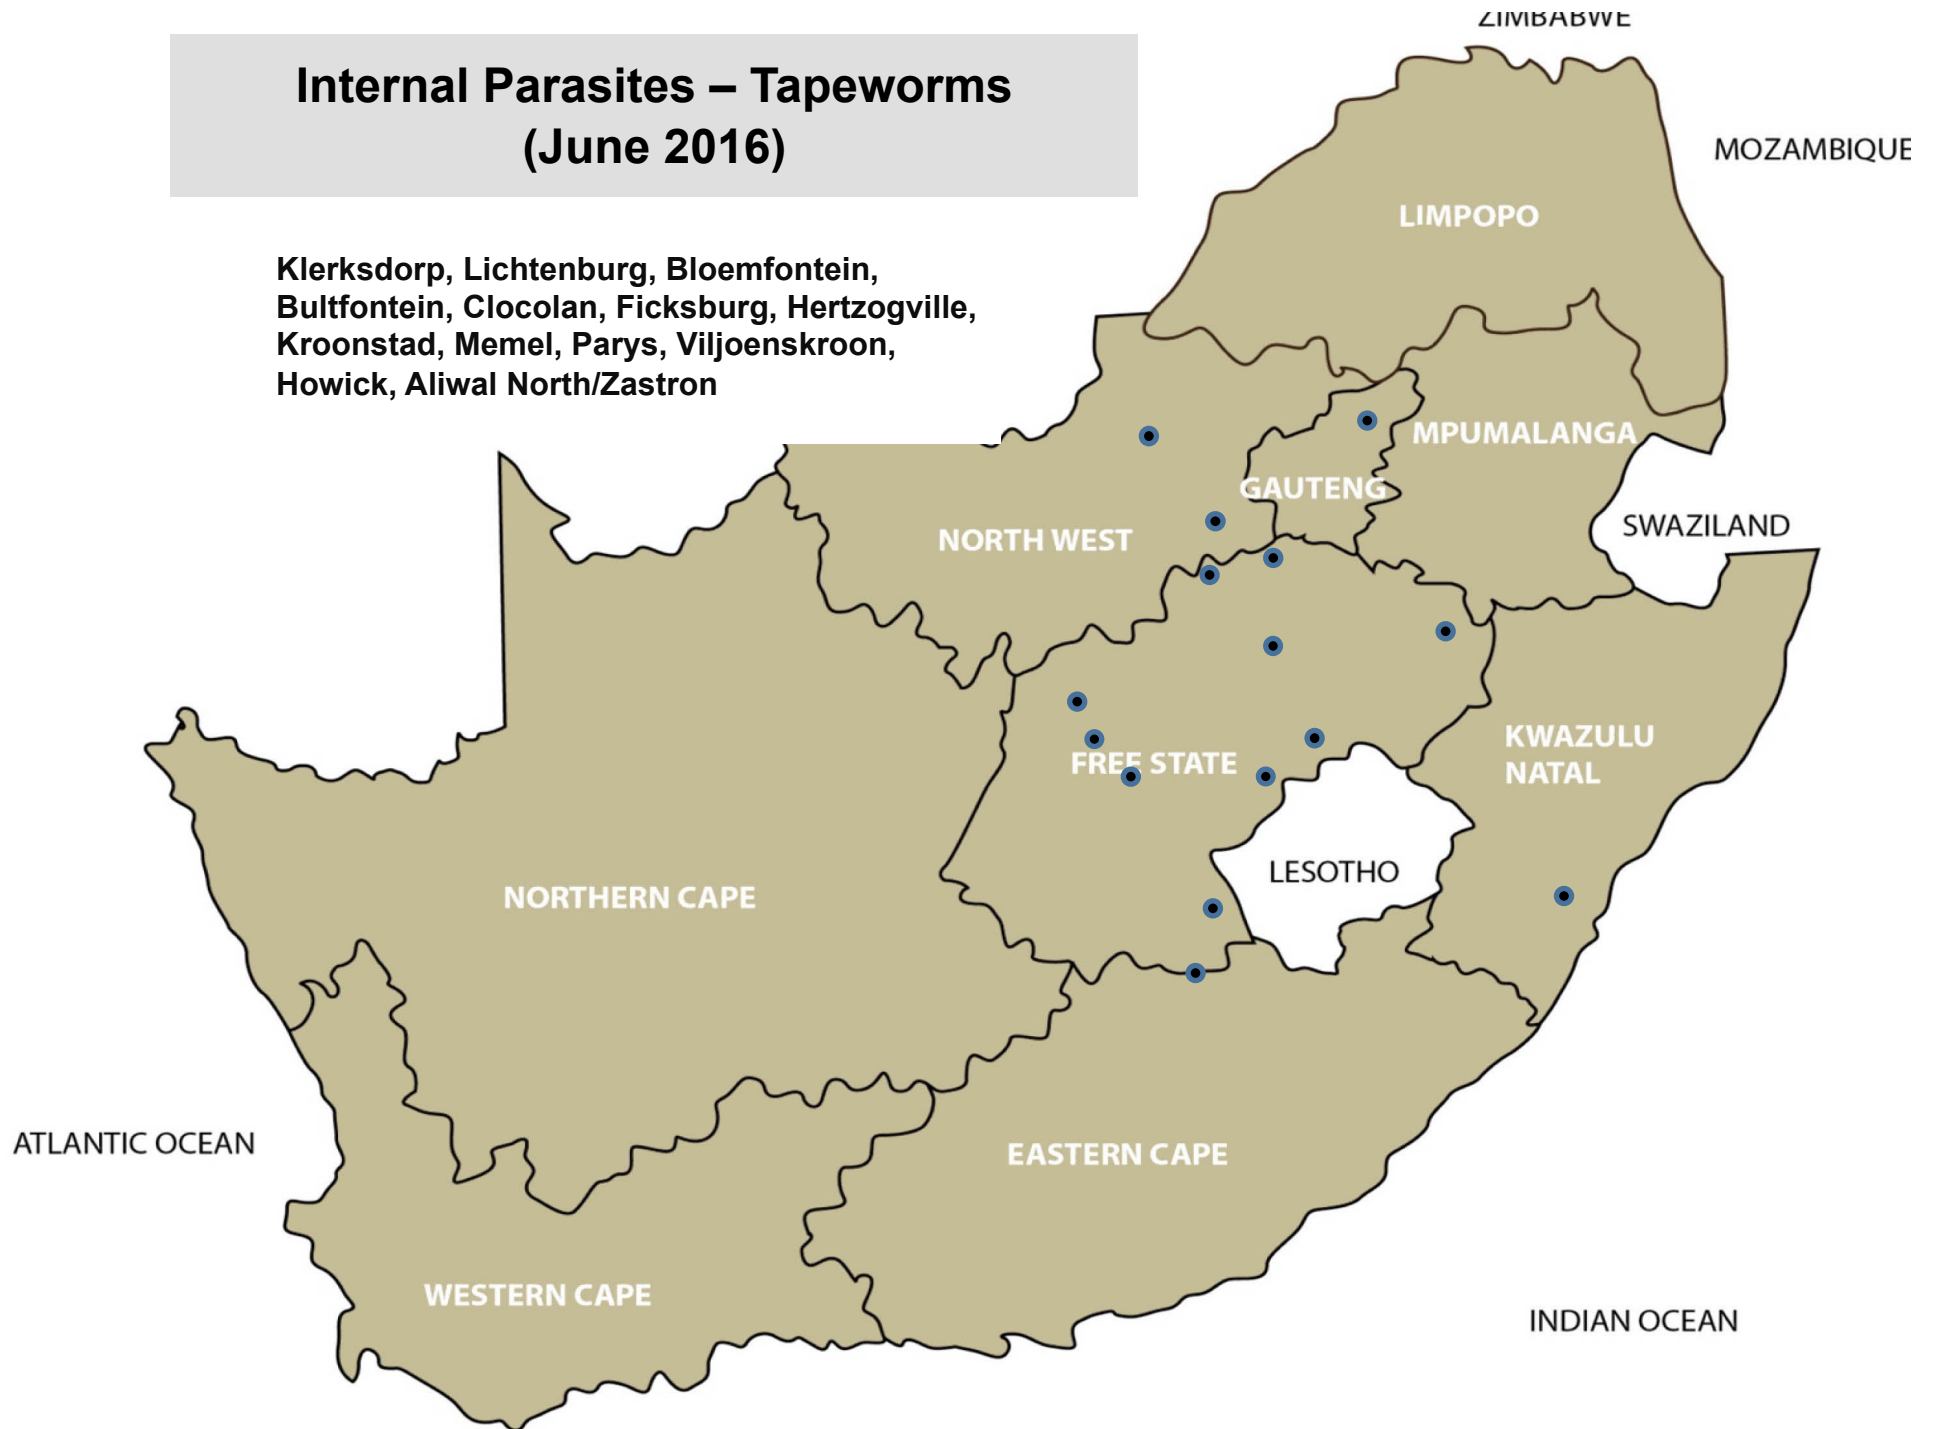 ZIMBABWE
Internal Parasites – Tapeworms
(June 2016)
MOZAMBIQUE
LIMPOPO
Klerksdorp, Lichtenburg, Bloemfontein,
Bultfontein, Clocolan, Ficksburg, Hertzogville,
Kroonstad, Memel, Parys, Viljoenskroon,
Howick, Aliwal North/Zastron
MPUMALANGA
GAUTENG
SWAZILAND
NORTH WEST
KWAZULU
NATAL
FREE STATE
LESOTHO
NORTHERN CAPE
ATLANTIC OCEAN
EASTERN CAPE
WESTERN CAPE
INDIAN OCEAN